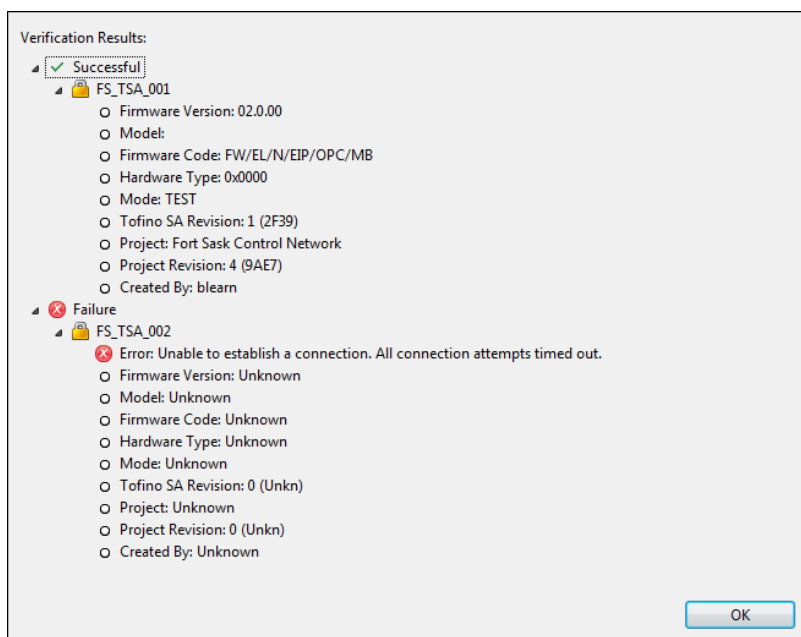 Verification Results:
Successful
FS_TSA_001
Firmware Version: 02.0.00
Model:
Firmware Code: FW/EL/N/EIP/OPC/MB
Hardware Type: 0x0000
Mode: TEST
Tofino SA Revision: 1 (2F39)
Project: Fort Sask Control Network
Project Revision: 4 (9AE7)
Created By: blearn
Failure
FS_TSA_002
Error: Unable to establish a connection. All connection attempts timed out.
Firmware Version: Unknown
Model: Unknown
Firmware Code: Unknown
Hardware Type: Unknown
Mode: Unknown
Tofino SA Revision: 0 (Unkn)
Project: Unknown
Project Revision: 0 (Unkn)
Created By: Unknown
OK